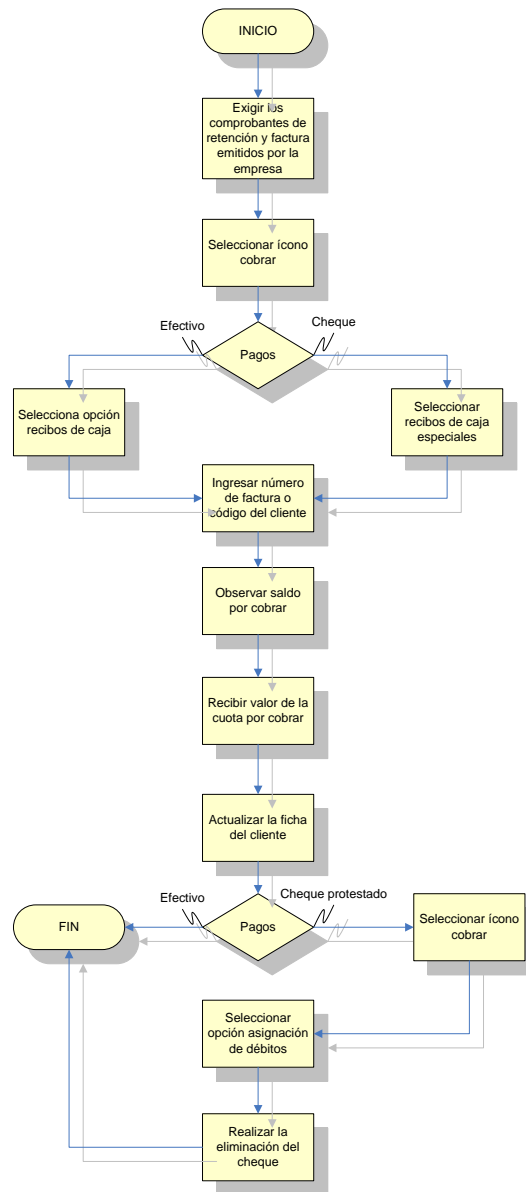 INICIO
Exigir los
comprobantes de
retención y factura
emitidos por la
empresa
Seleccionar ícono
cobrar
Efectivo
Cheque
Pagos
Selecciona opción
recibos de caja
Seleccionar
recibos de caja
especiales
Ingresar número
de factura o
código del cliente
Observar saldo
por cobrar
Recibir valor de la
cuota por cobrar
Actualizar la ficha
del cliente
Efectivo
Cheque protestado
FIN
Pagos
Seleccionar ícono
cobrar
Seleccionar
opción asignación
de débitos
Realizar la
eliminación del
cheque